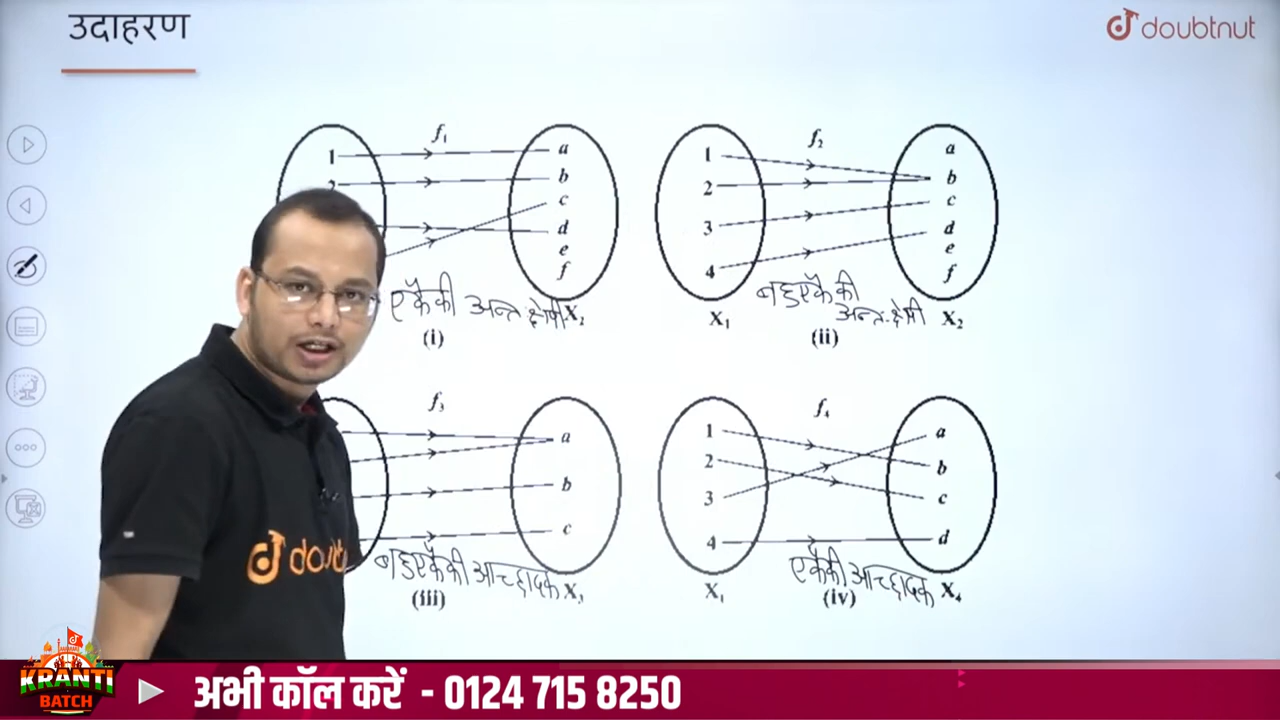 उदाहरण
doubtnut
f₁
1
2
a
b
c
d
e
f
एकैकी अन्तःक्षेपी X₂
(i)
f₂
1
2
3
4
a
b
c
d
e
f
बहुएकैकी
अन्तःक्षेपी
X₁
X₂
(ii)
f₃
a
b
c
बहुएकैकी आच्छादक X₃
(iii)
f₄
1
2
3
4
a
b
c
d
एकैकी आच्छादक
X₁
(iv)
X₄
KRANTI
BATCH
अभी कॉल करें - 0124 715 8250